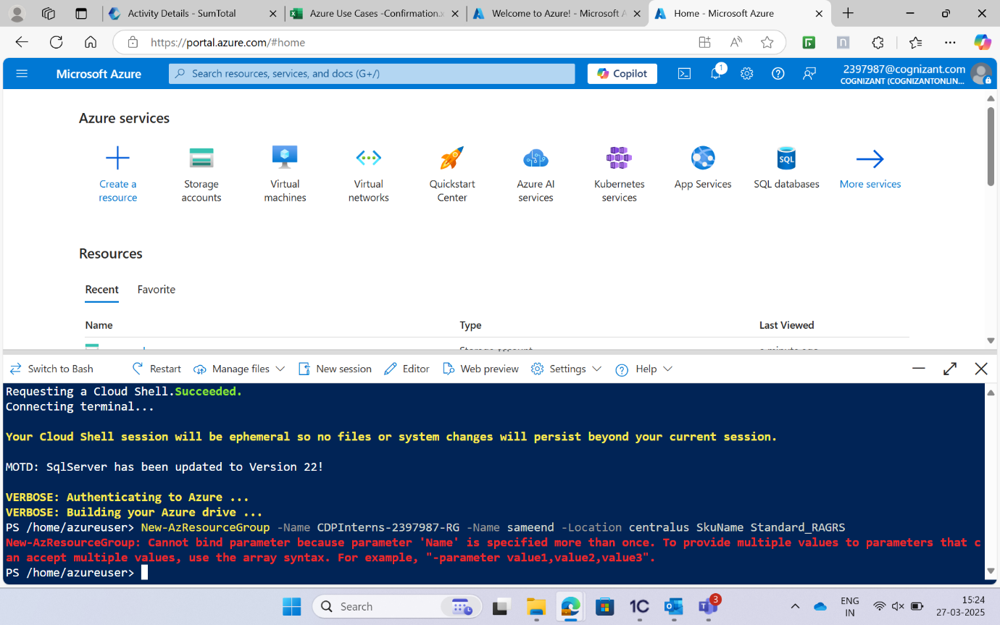 Activity Details - SumTotal
Azure Use Cases -Confirmation.x
Welcome to Azure! - Microsoft A
Home - Microsoft Azure
https://portal.azure.com/#home
Microsoft Azure
Search resources, services, and docs (G+/)
Copilot
1
2397987@cognizant.com
COGNIZANT (COGNIZANTONLIN...
Azure services
Create a resource
Storage accounts
Virtual machines
Virtual networks
Quickstart Center
Azure AI services
Kubernetes services
App Services
SQL
SQL databases
More services
Resources
Recent Favorite
Name Type Last Viewed
Switch to Bash Restart Manage files New session Editor Web preview Settings Help
Requesting a Cloud Shell.Succeeded.
Connecting terminal...
Your Cloud Shell session will be ephemeral so no files or system changes will persist beyond your current session.
MOTD: SqlServer has been updated to Version 22!
VERBOSE: Authenticating to Azure ...
VERBOSE: Building your Azure drive ...
PS /home/azureuser> New-AzResourceGroup -Name CDPInterns-2397987-RG -Name sameend -Location centralus SkuName Standard_RAGRS
New-AzResourceGroup: Cannot bind parameter because parameter 'Name' is specified more than once. To provide multiple values to parameters that c
an accept multiple values, use the array syntax. For example, "-parameter value1,value2,value3".
PS /home/azureuser>
Search
1C
3
ENG
IN
15:24
27-03-2025